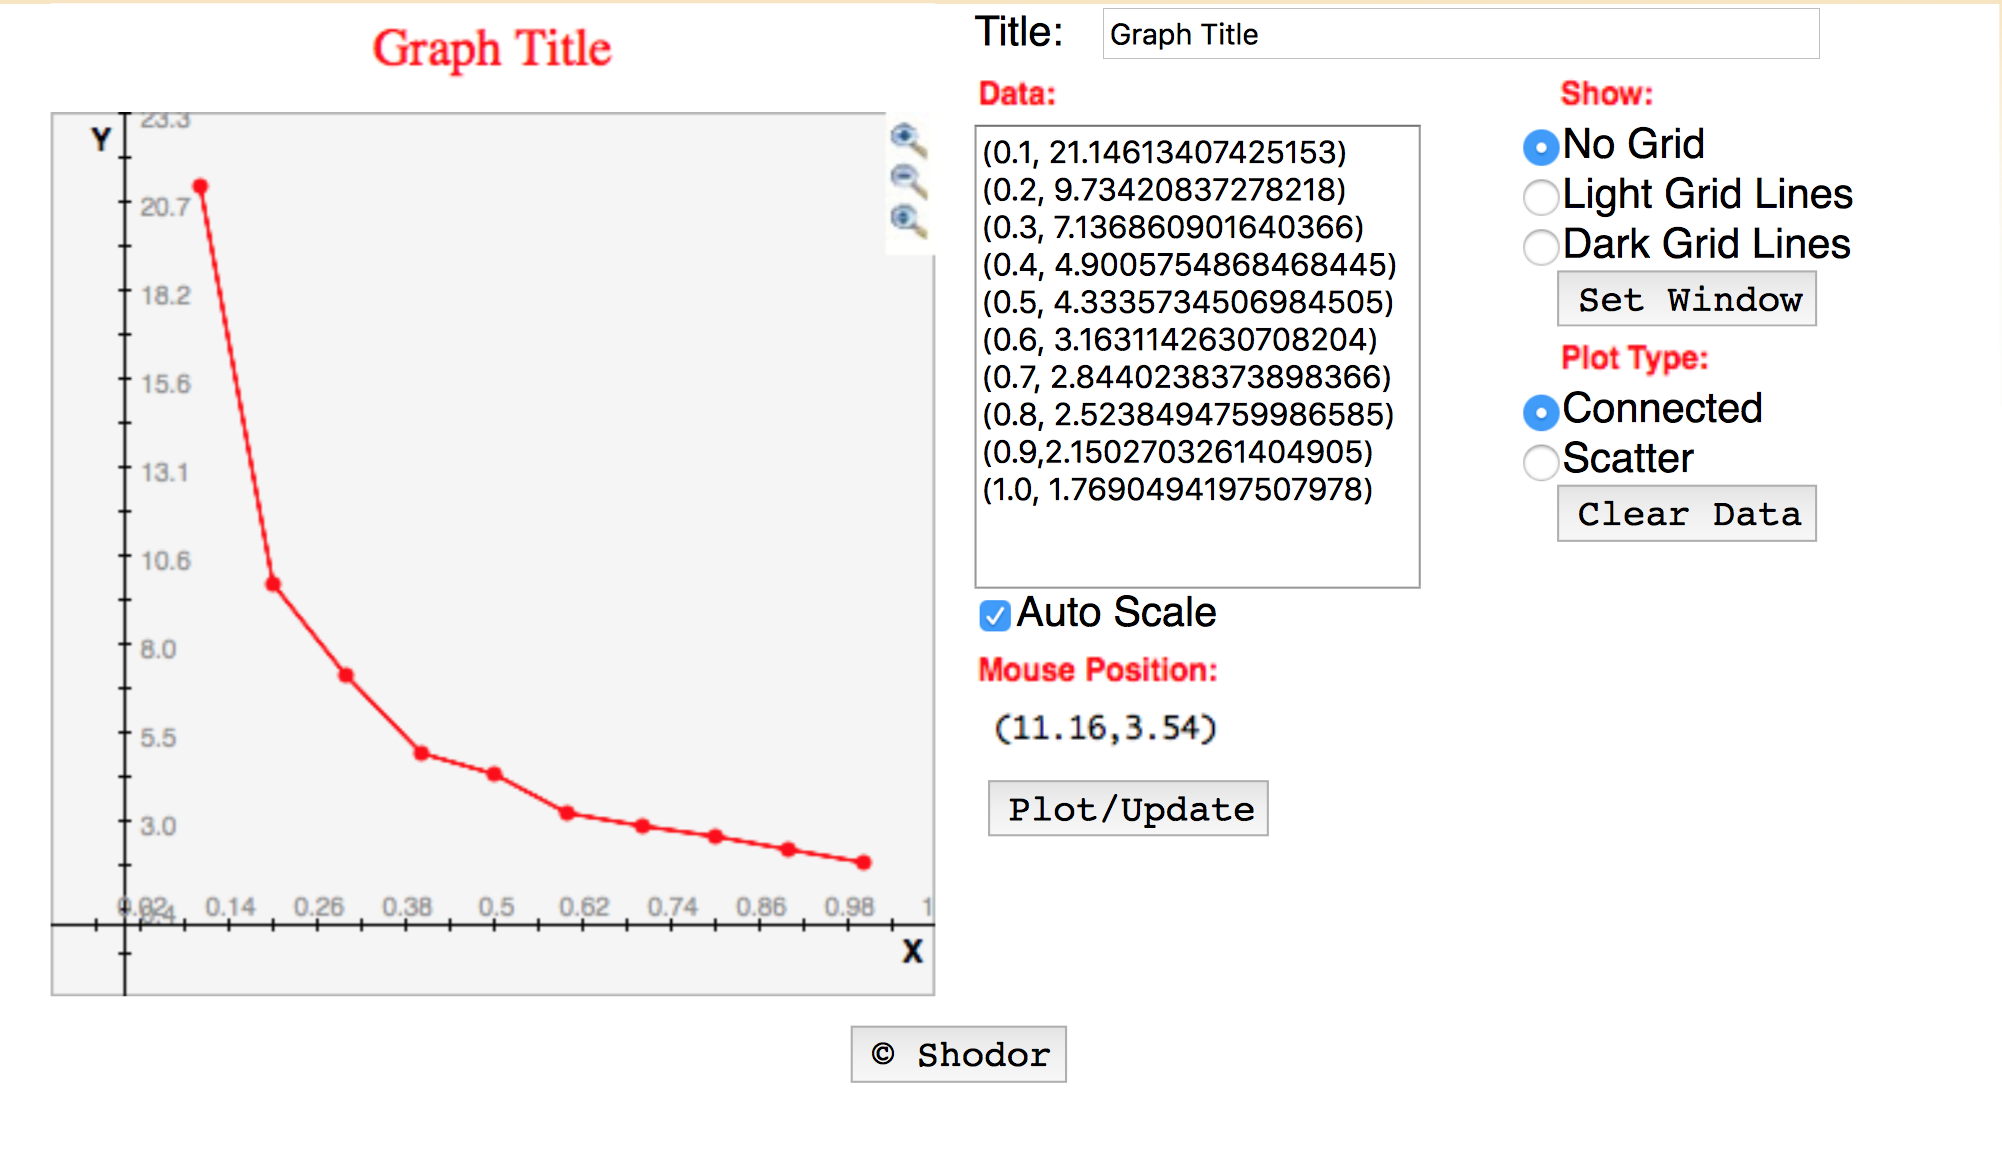 Graph Title
Y
23.3
20.7
18.2
15.6
13.1
10.6
8.0
5.5
3.0
0.14 0.26 0.38 0.5 0.62 0.74 0.86 0.98 1
X
Title: Graph Title
Data:
(0.1, 21.14613407425153)
(0.2, 9.73420837278218)
(0.3, 7.136860901640366)
(0.4, 4.9005754868468445)
(0.5, 4.3335734506984505)
(0.6, 3.1631142630708204)
(0.7, 2.8440238373898366)
(0.8, 2.5238494759986585)
(0.9,2.1502703261404905)
(1.0, 1.7690494197507978)
Auto Scale
Mouse Position:
(11.16,3.54)
Plot/Update
Show:
No Grid
Light Grid Lines
Dark Grid Lines
Set Window
Plot Type:
Connected
Scatter
Clear Data
© Shodor